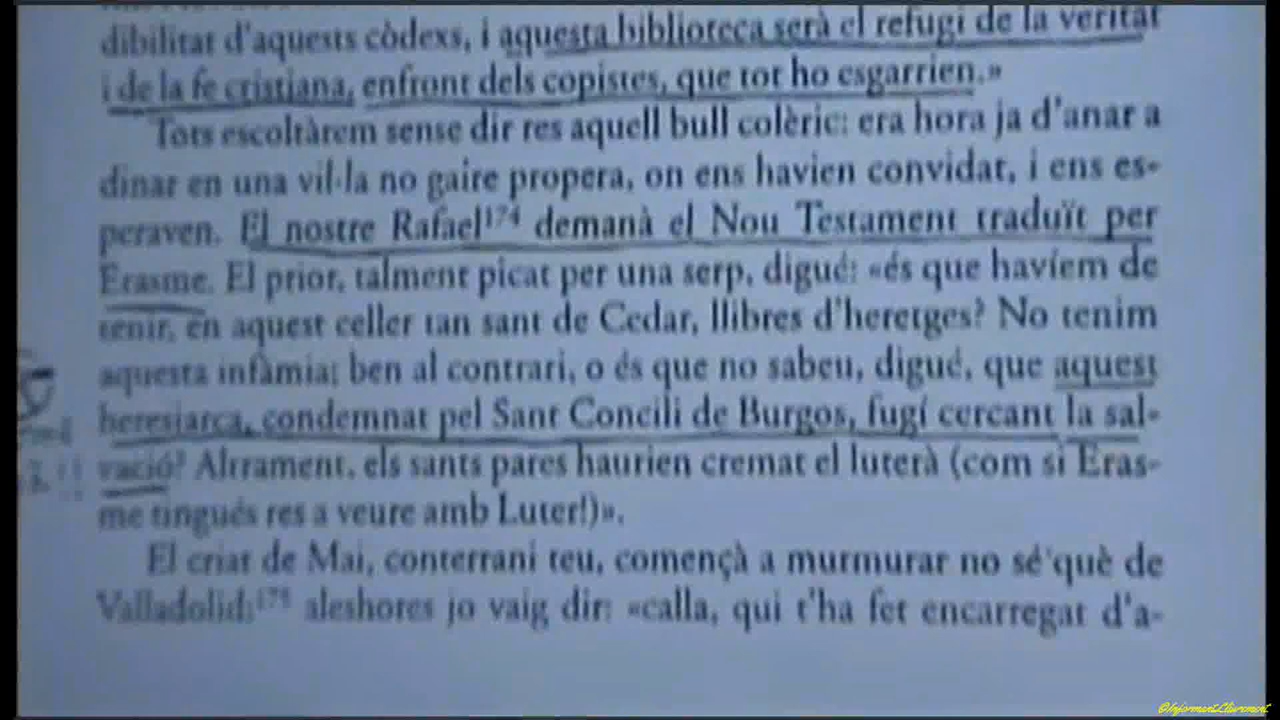 dibilitat d'aquests còdexs, i aquesta biblioteca serà el refugi de la veritat
i de la fe cristiana, enfront dels copistes, que tot ho esgarrien.»
Tots escoltàrem sense dir res aquell bull colèric: era hora ja d'anar a
dinar en una vil·la no gaire propera, on ens havien convidat, i ens es-
peraven. El nostre Rafael¹⁷⁴ demanà el Nou Testament traduït per
Erasme. El prior, talment picat per una serp, digué: «és que havíem de
tenir, en aquest celler tan sant de Cedar, llibres d'heretges? No tenim
aquesta infàmia; ben al contrari, o és que no sabeu, digué, que aquest
heresiarca, condemnat pel Sant Concili de Burgos, fugí cercant la sal-
vació? Altrament, els sants pares haurien cremat el luterà (com si Eras-
me tingués res a veure amb Luter!)».
El criat de Mai, conterrani teu, començà a murmurar no sé què de
Valladolid;¹⁷⁵ aleshores jo vaig dir: «calla, qui t'ha fet encarregat d'a-
@InformantLliurement